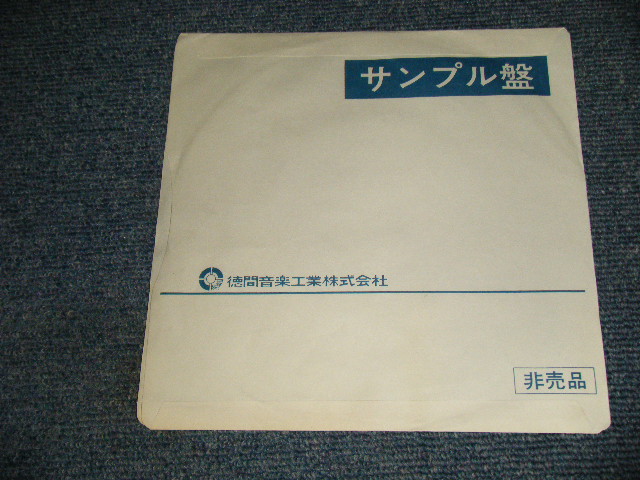 サンプル盤
徳間音楽工業株式会社
非売品